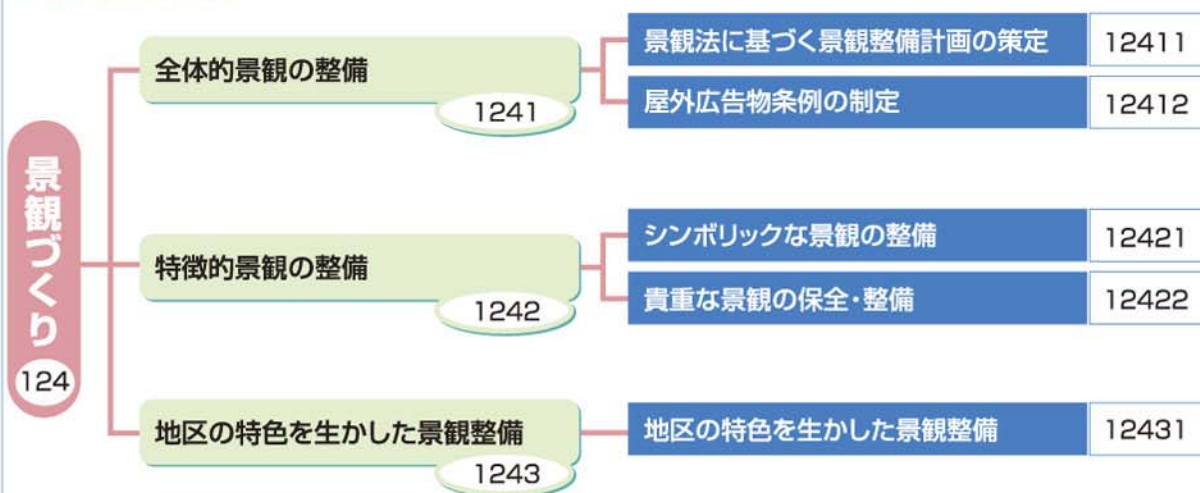 景観づくり
124
全体的景観の整備
1241
景観法に基づく景観整備計画の策定 12411
屋外広告物条例の制定 12412
特徴的景観の整備
1242
シンボリックな景観の整備 12421
貴重な景観の保全・整備 12422
地区の特色を生かした景観整備
1243
地区の特色を生かした景観整備 12431